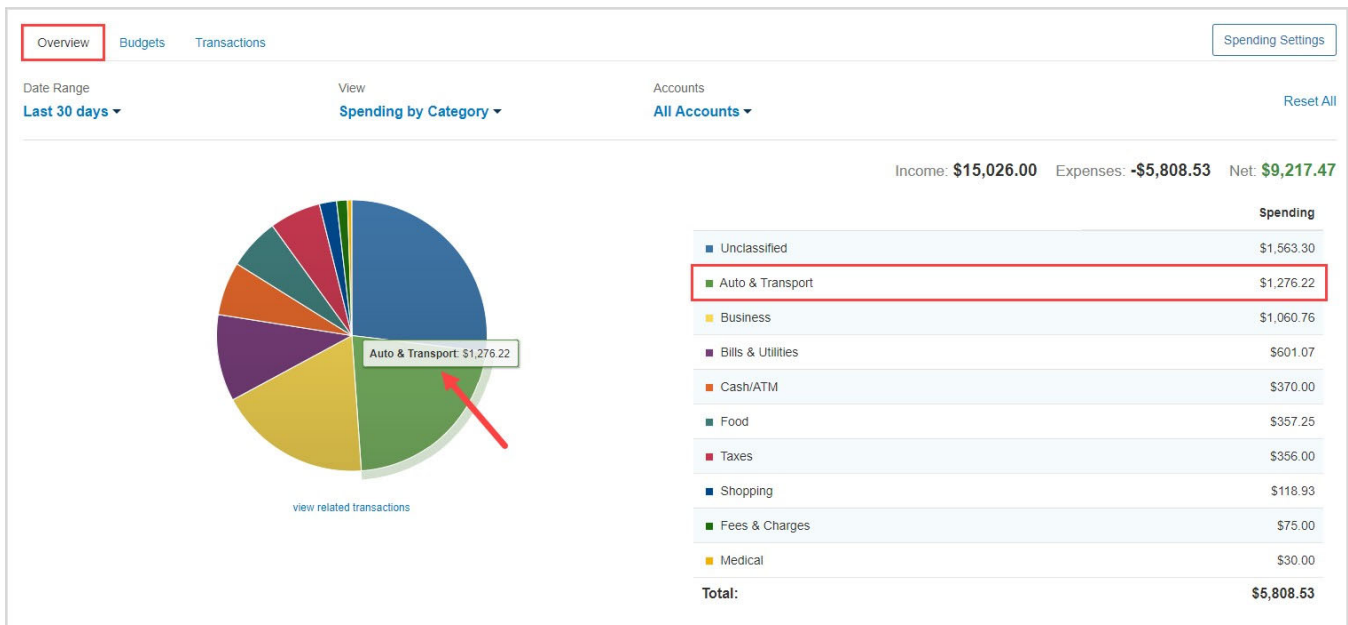 Overview Budgets Transactions Spending Settings
Date Range View Accounts
Last 30 days Spending by Category All Accounts Reset All
Income: $15,026.00 Expenses: -$5,808.53 Net: $9,217.47
Spending
Unclassified $1,563.30
Auto & Transport $1,276.22
Business $1,060.76
Auto & Transport: $1,276.22
Bills & Utilities $601.07
Cash/ATM $370.00
Food $357.25
Taxes $356.00
Shopping $118.93
view related transactions
Fees & Charges $75.00
Medical $30.00
Total: $5,808.53